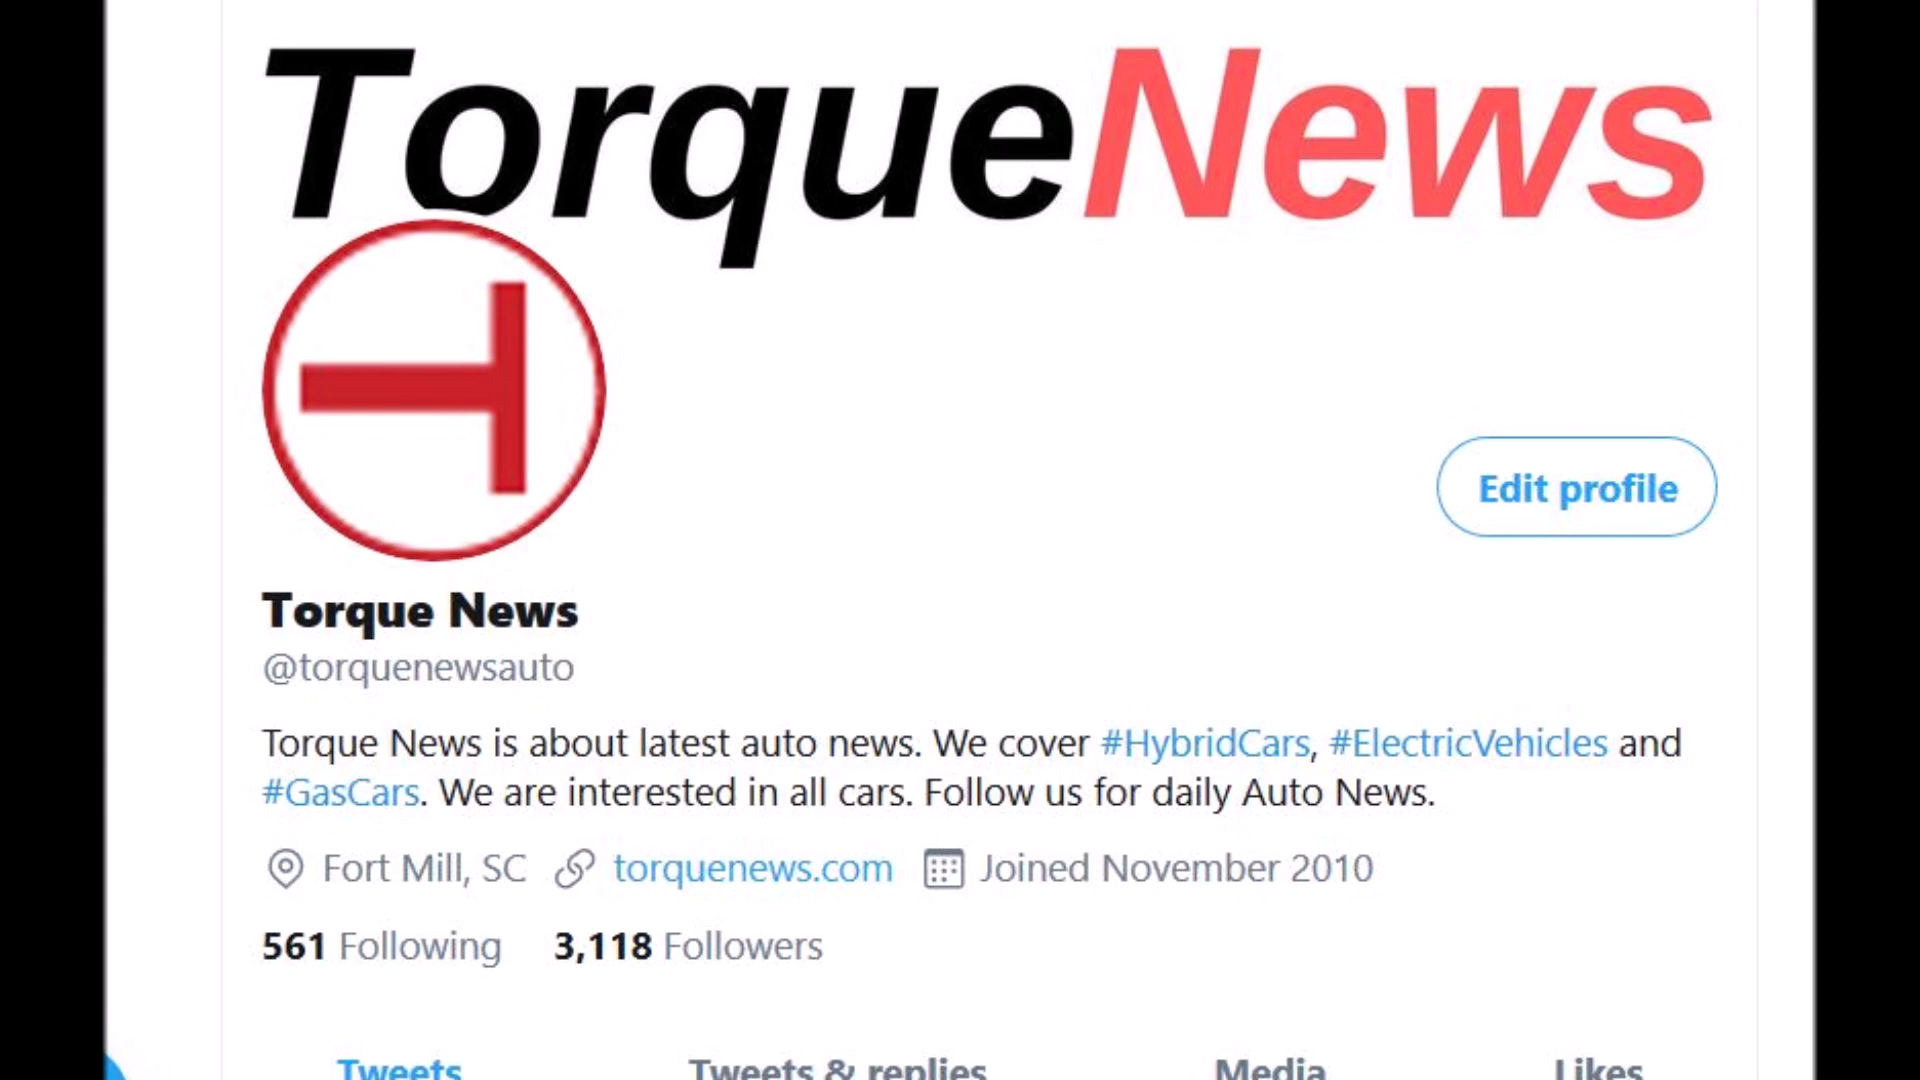 TorqueNews
T
Edit profile
Torque News
@torquenewsauto
Torque News is about latest auto news. We cover #HybridCars, #ElectricVehicles and
#GasCars. We are interested in all cars. Follow us for daily Auto News.
Fort Mill, SC torquenews.com Joined November 2010
561 Following 3,118 Followers
Tweets Tweets & replies Media Likes